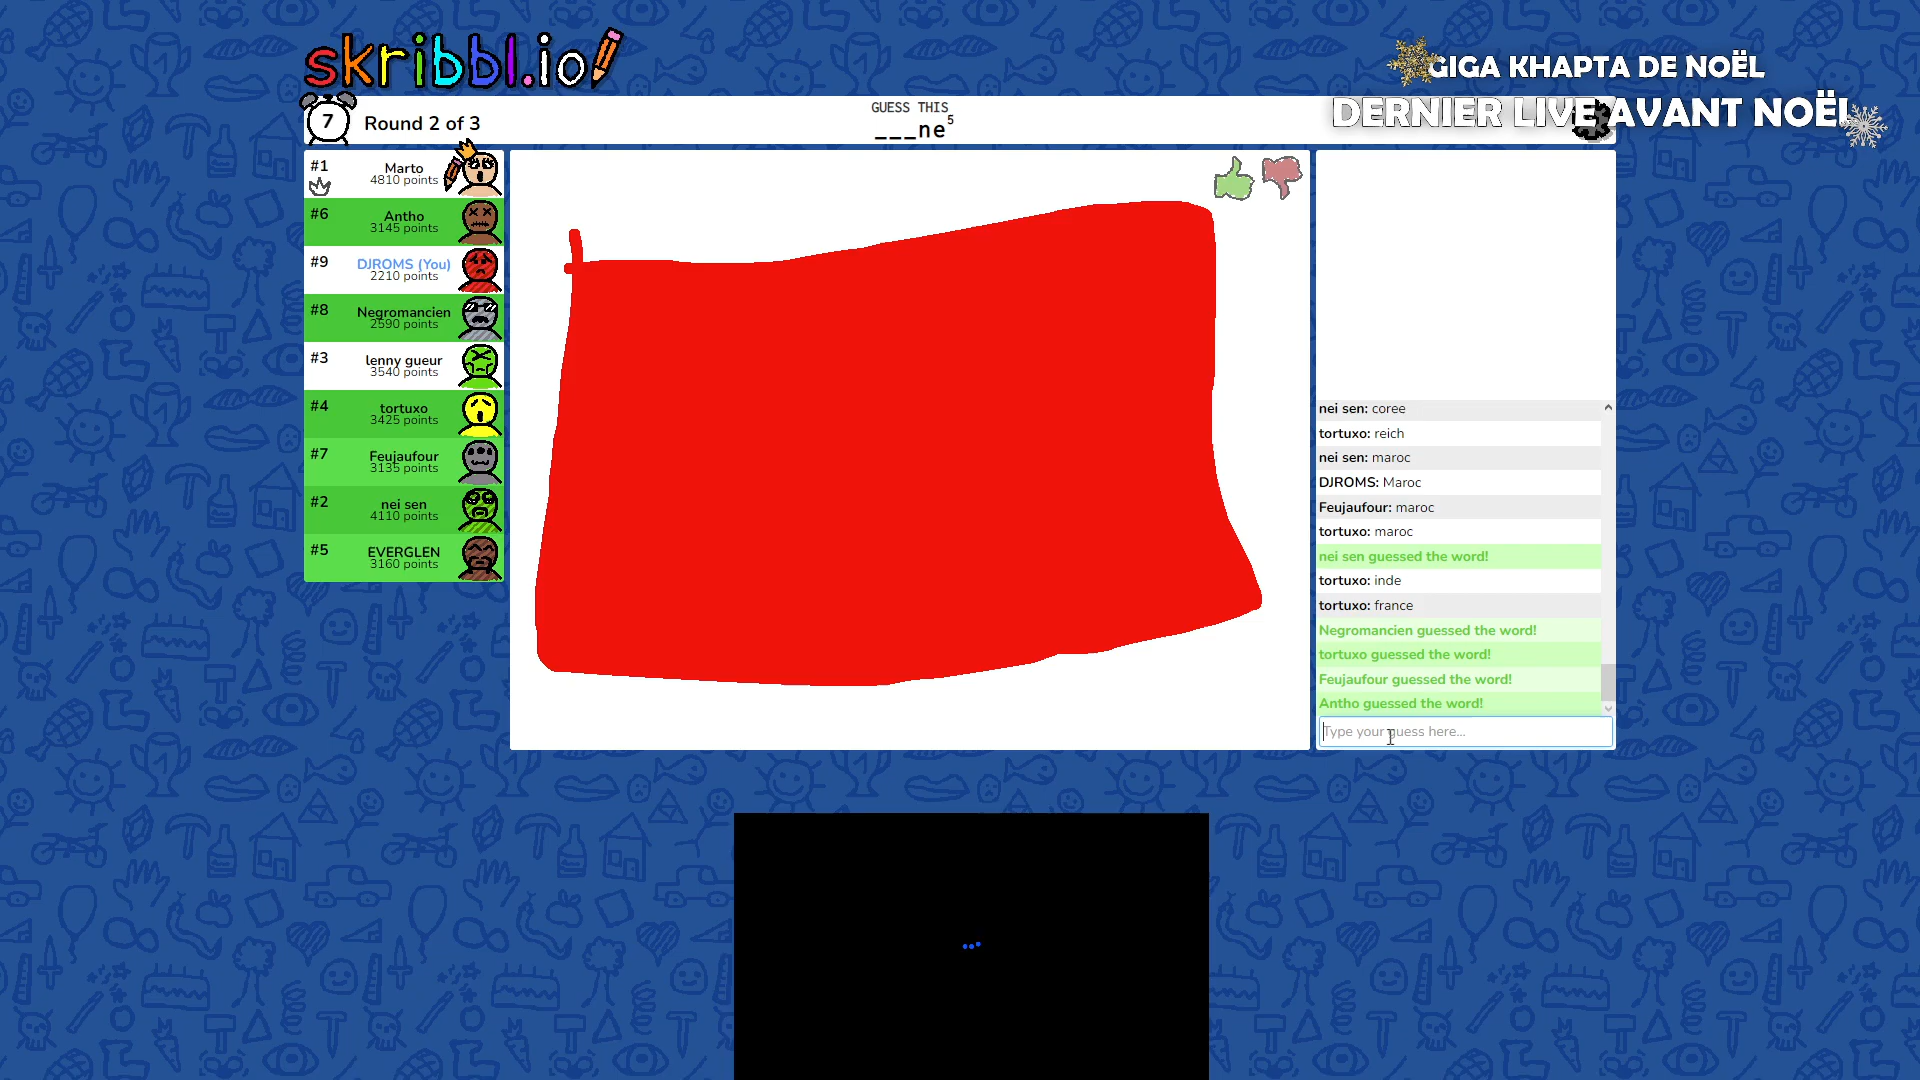 skribbl.io
GIGA KHAPTA DE NOËL
DERNIER LIVE AVANT NOËL
7
Round 2 of 3
GUESS THIS
___ne 5
#1
Marto
4810 points
#6
Antho
3145 points
#9
DJROMS (You)
2210 points
#8
Negromancien
2590 points
#3
lenny gueur
3540 points
#4
tortuxo
3425 points
#7
Feujaufour
3135 points
#2
nei sen
4110 points
#5
EVERGLEN
3160 points
nei sen: coree
tortuxo: reich
nei sen: maroc
DJROMS: Maroc
Feujaufour: maroc
tortuxo: maroc
nei sen guessed the word!
tortuxo: inde
tortuxo: france
Negromancien guessed the word!
tortuxo guessed the word!
Feujaufour guessed the word!
Antho guessed the word!
Type your guess here...